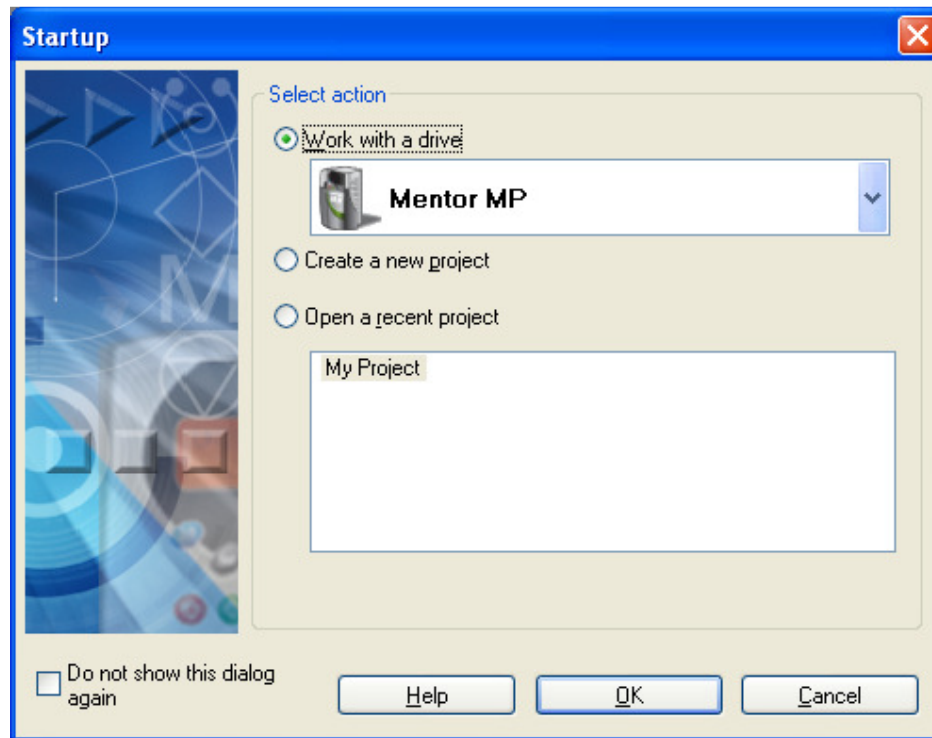 Startup
Select action
Work with a drive
Mentor MP
Create a new project
Open a recent project
My Project
Do not show this dialog
again
Help
OK
Cancel